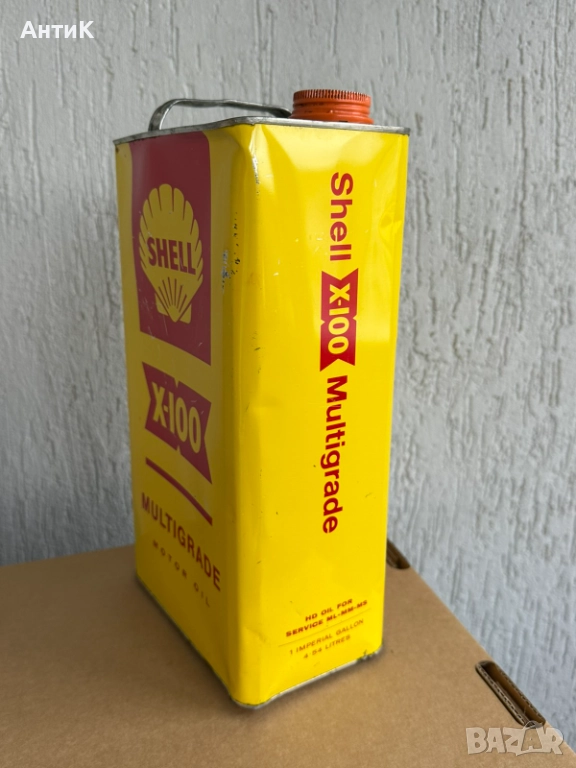 АнтиК
SHELL
X-100
MULTIGRADE
MOTOR OIL
Shell X-100 Multigrade
HD OIL FOR
SERVICE ML-MM-MS
1 IMPERIAL GALLON
4.54 LITRES
BAZAR